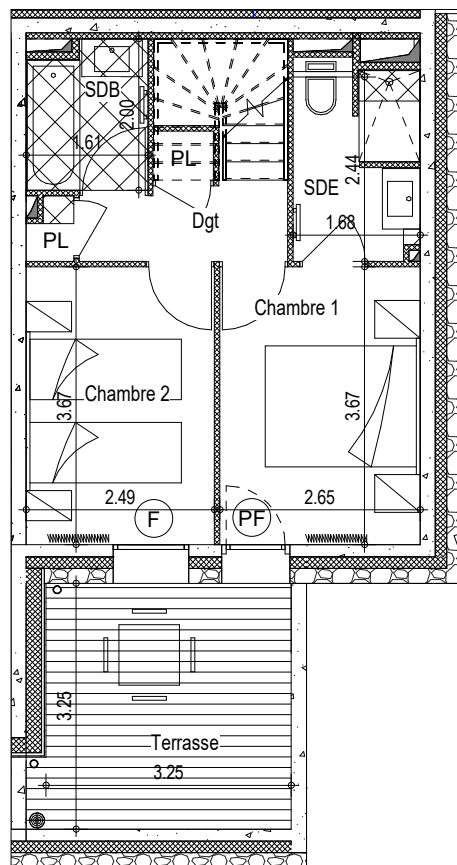 SDB
2.00
1.61
PL
2.44
SDE
Dgt
1.68
PL
Chambre 1
Chambre 2
3.67
3.67
2.49
2.65
F
PF
3.25
Terrasse
3.25